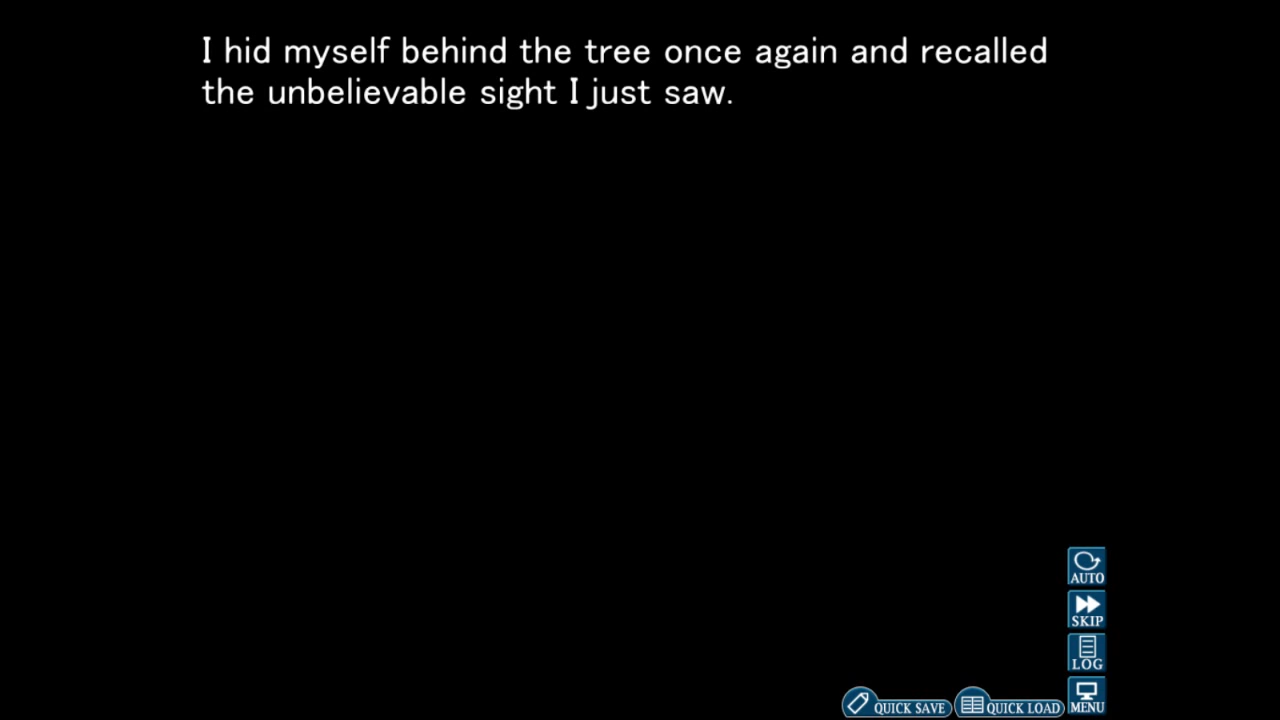 I hid myself behind the tree once again and recalled
the unbelievable sight I just saw.
AUTO
SKIP
LOG
MENU
QUICK SAVE
QUICK LOAD